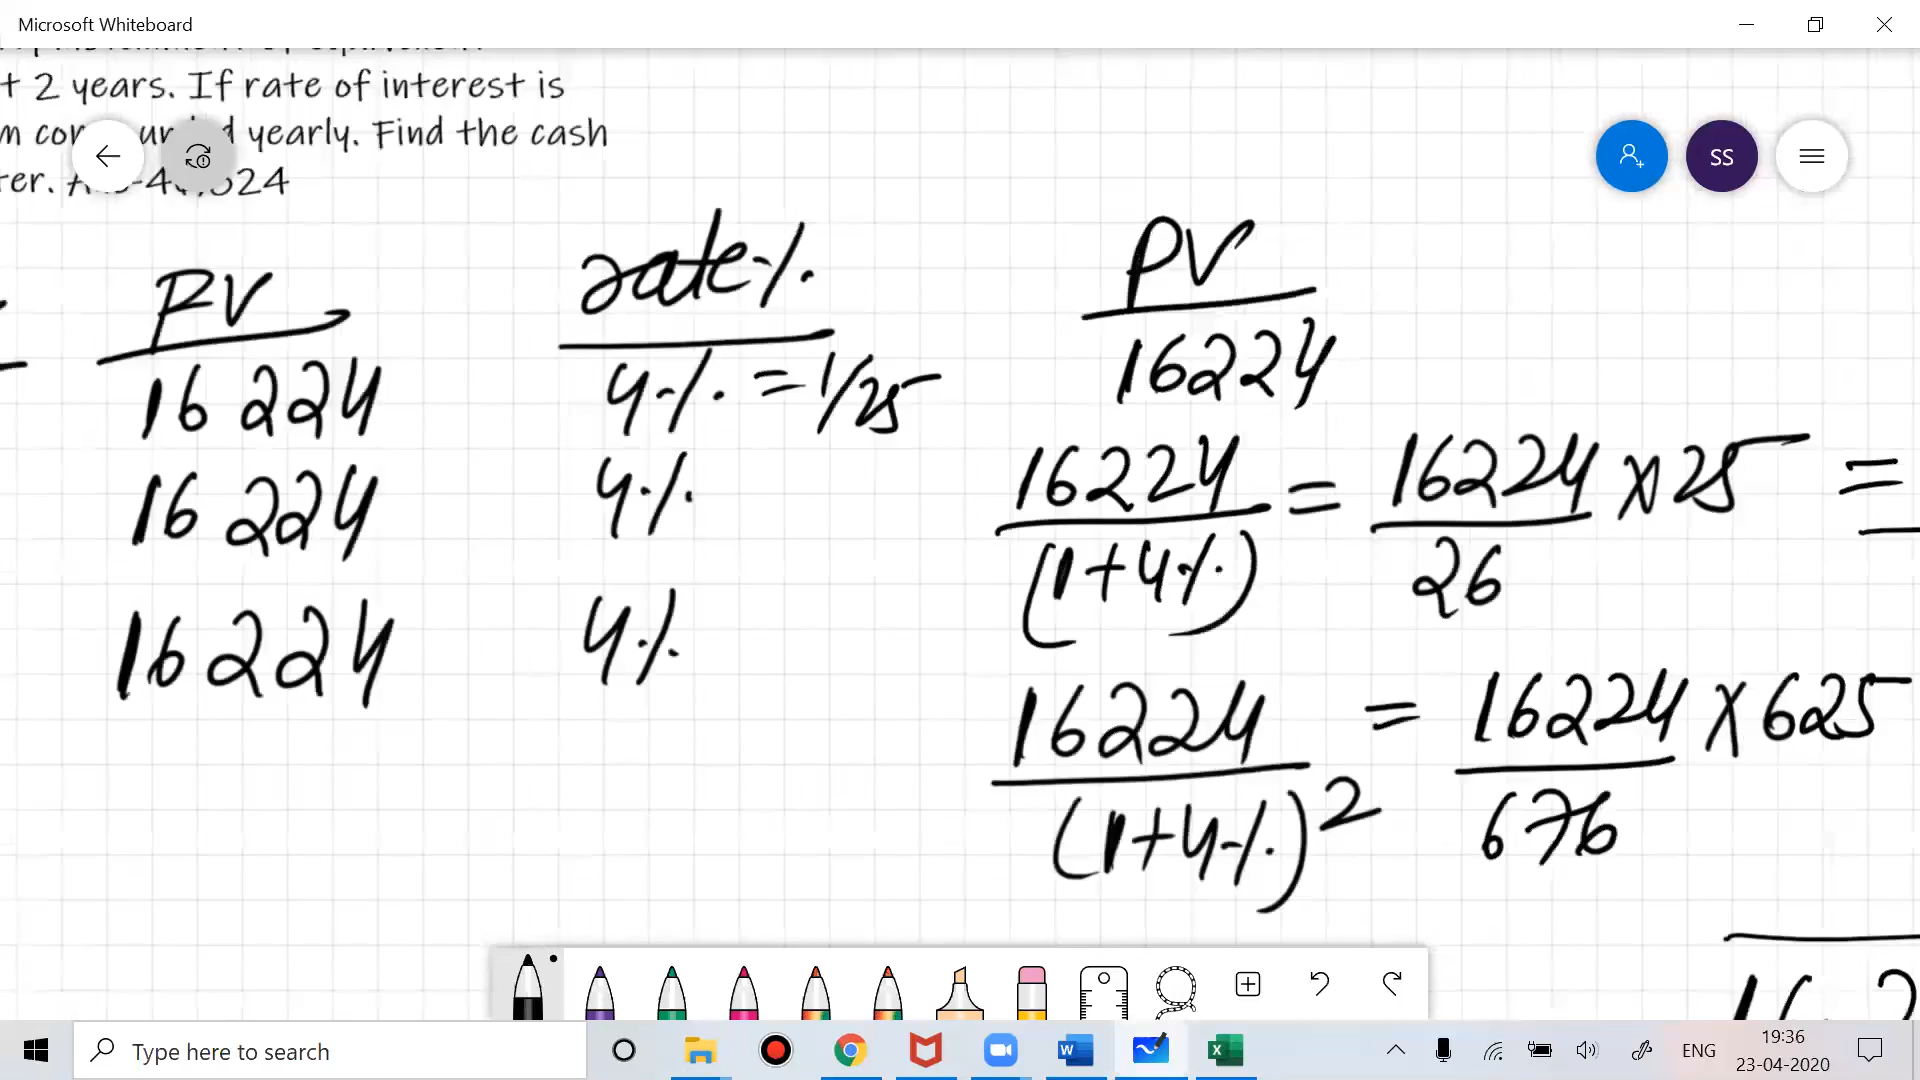 Microsoft Whiteboard
t 2 years. If rate of interest is
yearly. Find the cash
SS
FV
rate%
PV
16224
4% = 1/25
16224
16224
4%
16224 / (1+4%) = 16224 / 26 × 25 =
16224
4%
16224 / (1+4%)² = 16224 / 676 × 625
Type here to search
ENG
19:36
23-04-2020